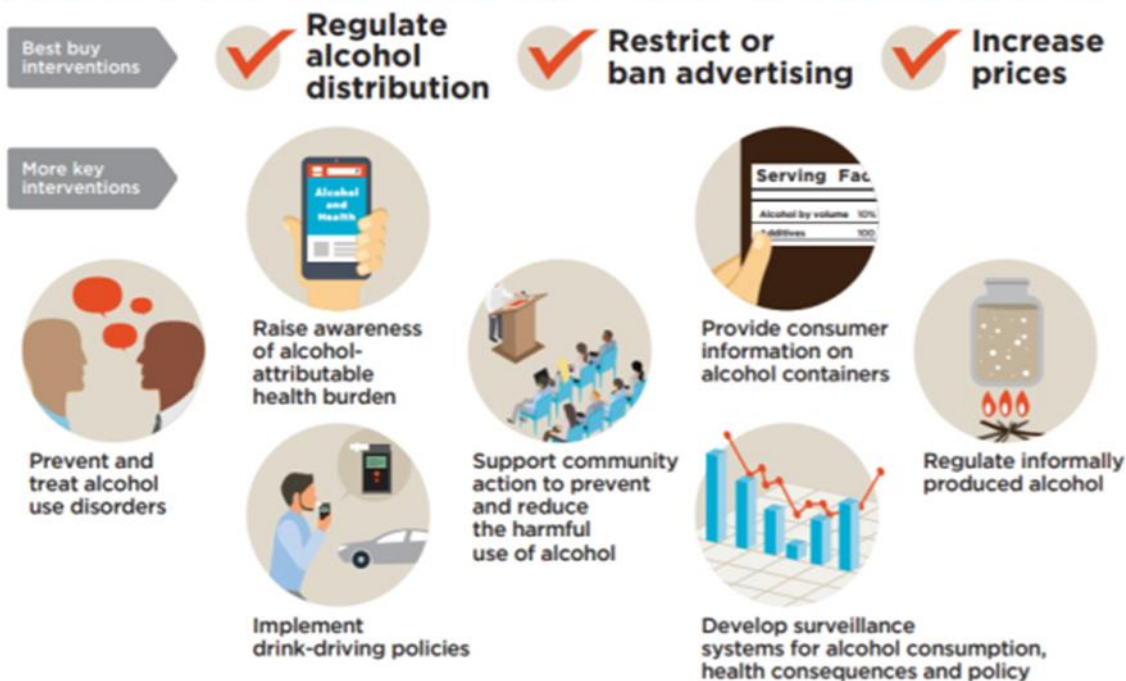 Best buy
interventions
Regulate
alcohol
distribution
Restrict or
ban advertising
Increase
prices
More key
interventions
Alcohol
and
Health
Serving Fac
Alcohol by volume 10%
dditives 100
Raise awareness
of alcohol-
attributable
health burden
Provide consumer
information on
alcohol containers
Prevent and
treat alcohol
use disorders
Support community
action to prevent
and reduce
the harmful
use of alcohol
Regulate informally
produced alcohol
Implement
drink-driving policies
Develop surveillance
systems for alcohol consumption,
health consequences and policy